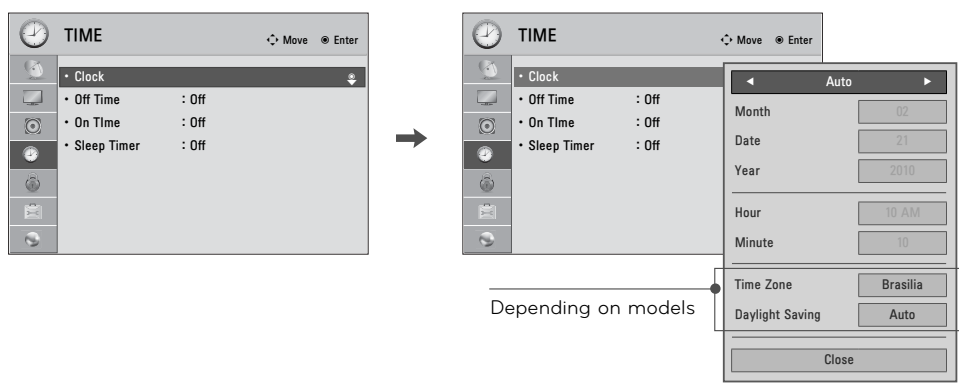 TIME
Move Enter
• Clock
• Off Time : Off
• On TIme : Off
• Sleep Timer : Off
TIME
Move Enter
• Clock
• Off Time : Off
• On TIme : Off
• Sleep Timer : Off
◄ Auto ►
Month 02
Date 21
Year 2010
Hour 10 AM
Minute 10
Time Zone Brasilia
Daylight Saving Auto
Close
Depending on models